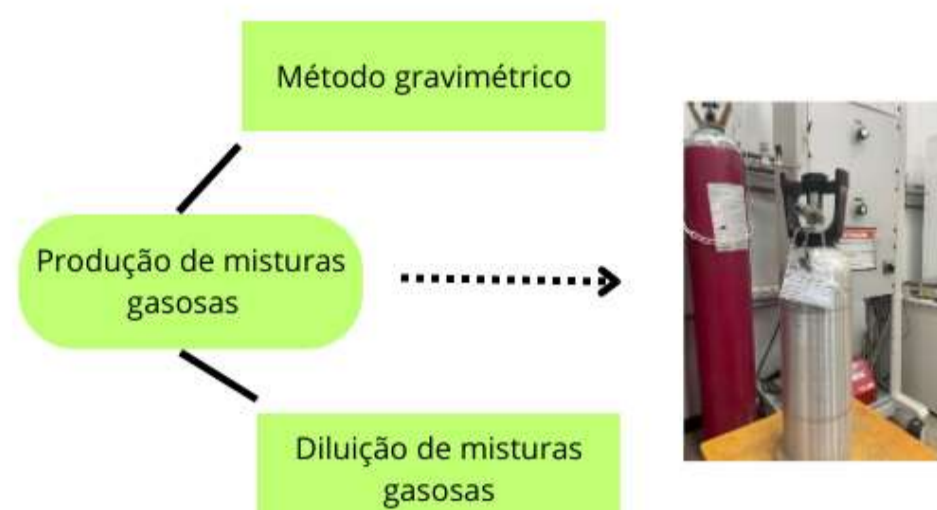 Método gravimétrico
Produção de misturas
gasosas
Diluição de misturas
gasosas